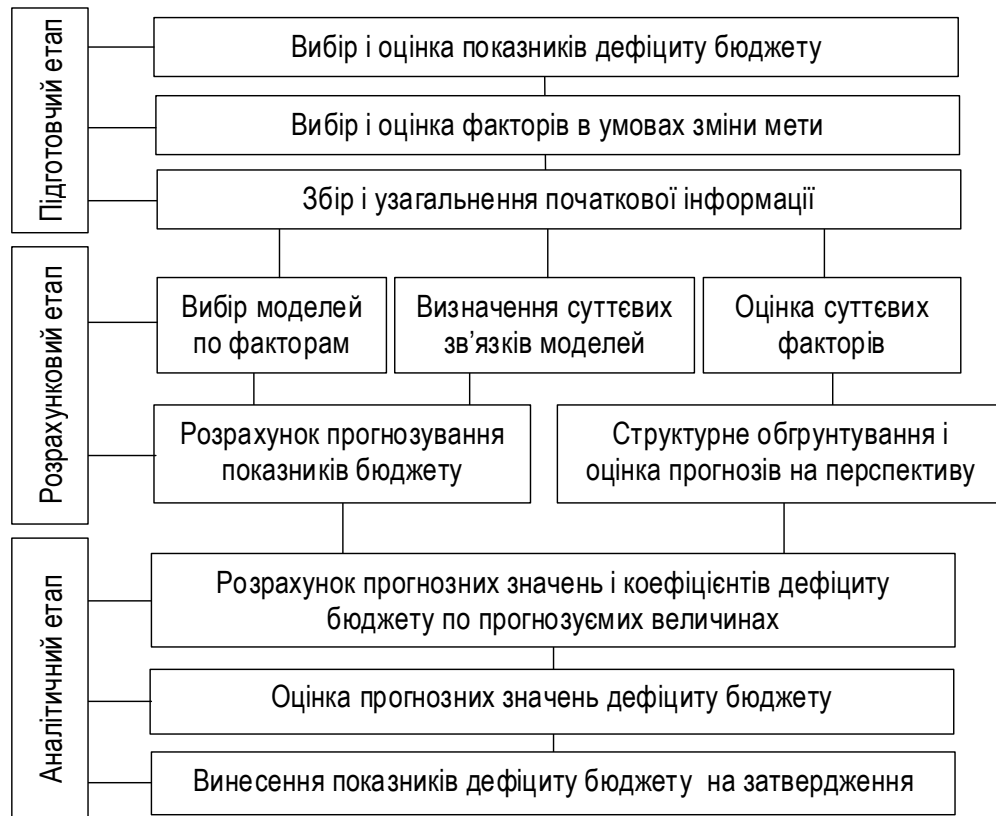 Підготовчий етап
Вибір і оцінка показників дефіциту бюджету
Вибір і оцінка факторів в умовах зміни мети
Збір і узагальнення початкової інформації
Розрахунковий етап
Вибір моделей
по факторам
Визначення суттєвих
зв’язків моделей
Оцінка суттєвих
факторів
Розрахунок прогнозування
показників бюджету
Структурне обгрунтування і
оцінка прогнозів на перспективу
Аналітичний етап
Розрахунок прогнозних значень і коефіцієнтів дефіциту
бюджету по прогнозуємих величинах
Оцінка прогнозних значень дефіциту бюджету
Винесення показників дефіциту бюджету на затвердження